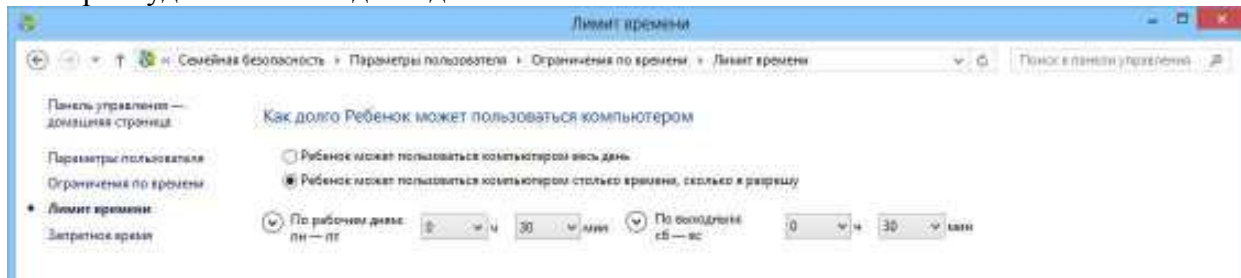 Лимит времени
« Семейная безопасность ▸ Параметры пользователя ▸ Ограничения по времени ▸ Лимит времени
Поиск в панели управления
Панель управления —
домашняя страница
Параметры пользователя
Ограничения по времени
• Лимит времени
Запретное время
Как долго Ребенок может пользоваться компьютером
Ребенок может пользоваться компьютером весь день
Ребенок может пользоваться компьютером столько времени, сколько я разрешу
По рабочим дням: пн — пт 0 ч 30 мин
По выходным: сб — вс 0 ч 30 мин